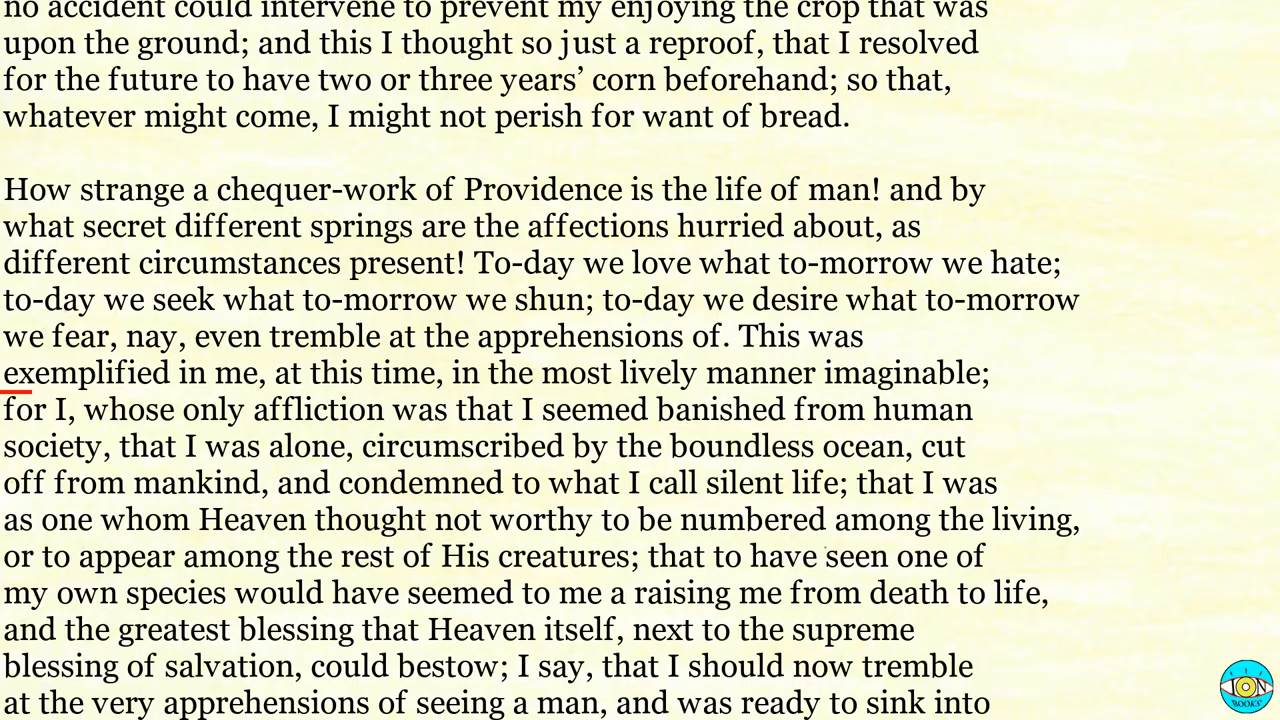 no accident could intervene to prevent my enjoying the crop that was
upon the ground; and this I thought so just a reproof, that I resolved
for the future to have two or three years’ corn beforehand; so that,
whatever might come, I might not perish for want of bread.
How strange a chequer-work of Providence is the life of man! and by
what secret different springs are the affections hurried about, as
different circumstances present! To-day we love what to-morrow we hate;
to-day we seek what to-morrow we shun; to-day we desire what to-morrow
we fear, nay, even tremble at the apprehensions of. This was
exemplified in me, at this time, in the most lively manner imaginable;
for I, whose only affliction was that I seemed banished from human
society, that I was alone, circumscribed by the boundless ocean, cut
off from mankind, and condemned to what I call silent life; that I was
as one whom Heaven thought not worthy to be numbered among the living,
or to appear among the rest of His creatures; that to have seen one of
my own species would have seemed to me a raising me from death to life,
and the greatest blessing that Heaven itself, next to the supreme
blessing of salvation, could bestow; I say, that I should now tremble
at the very apprehensions of seeing a man, and was ready to sink into
ION
BOOKS